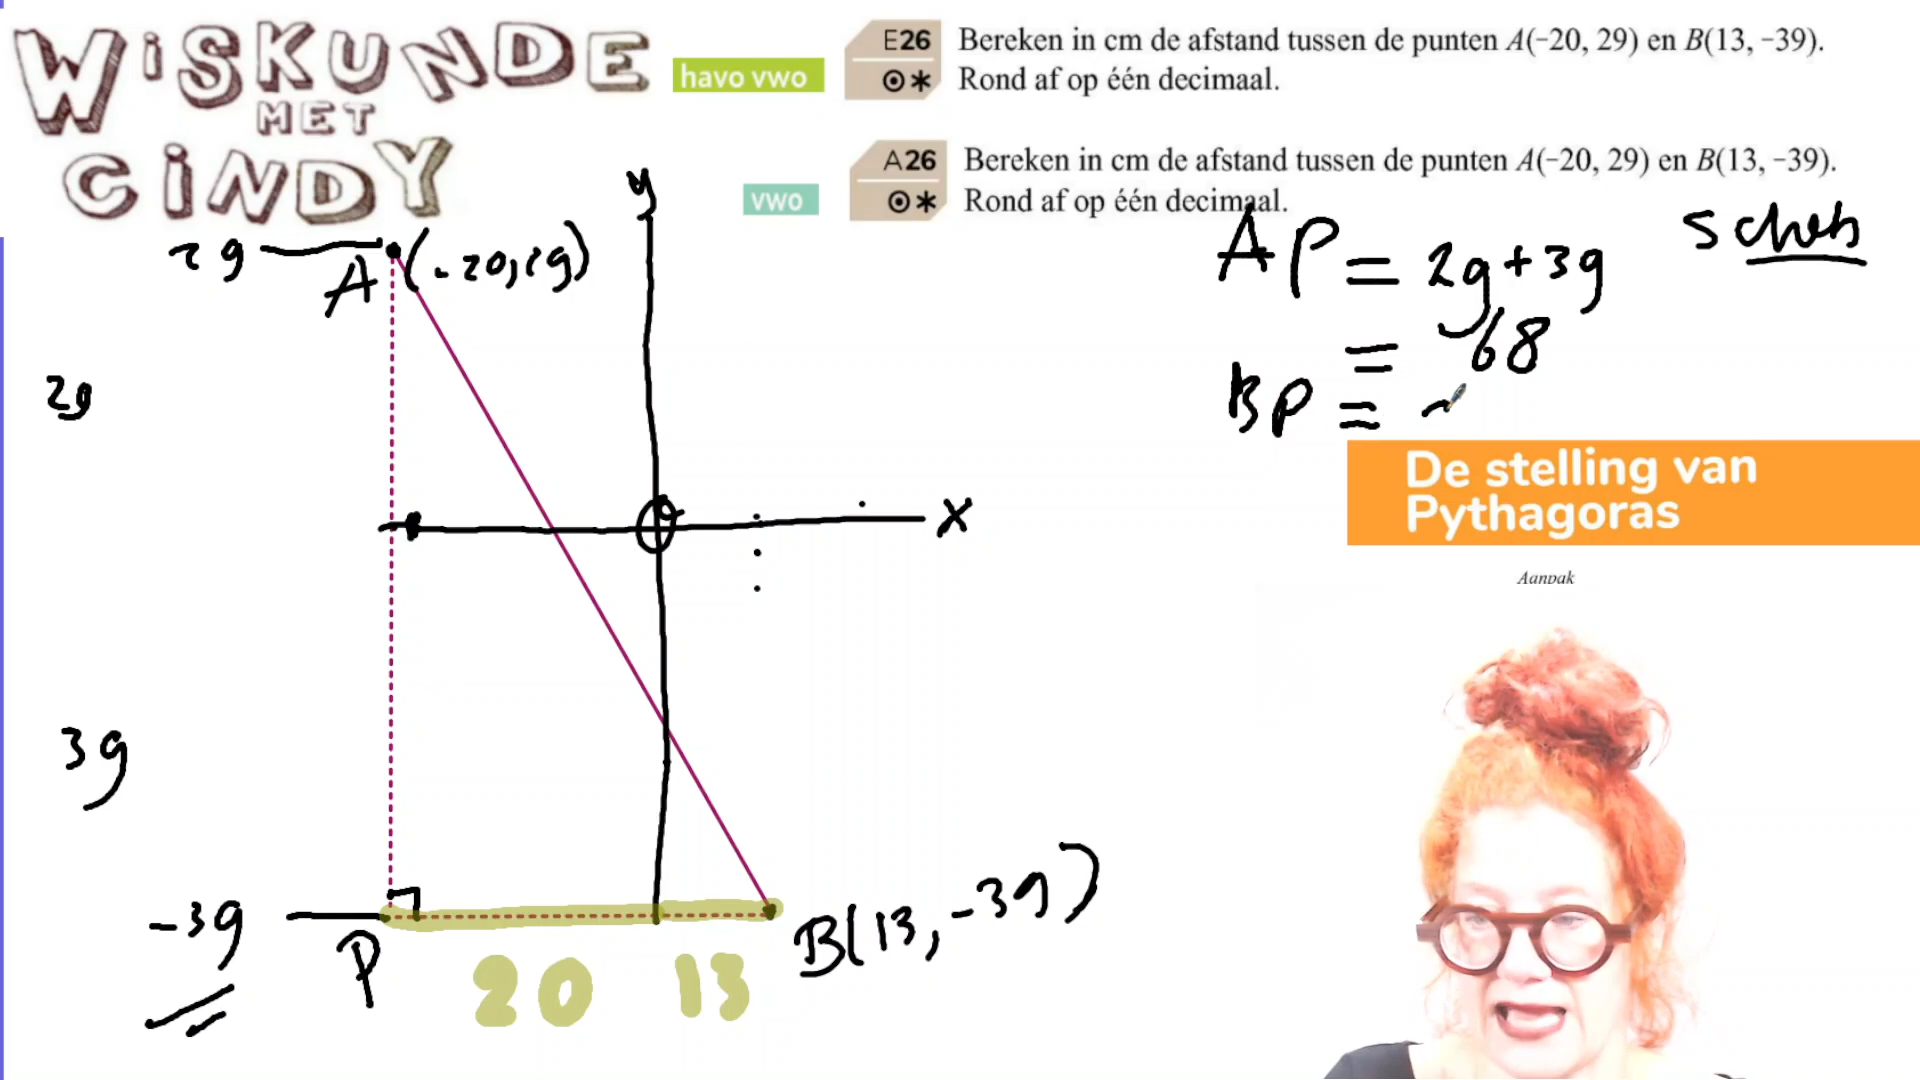 WISKUNDE
MET
CINDY
havo vwo
E26 Bereken in cm de afstand tussen de punten A(−20, 29) en B(13, −39).
Rond af op één decimaal.
vwo
A26 Bereken in cm de afstand tussen de punten A(−20, 29) en B(13, −39).
Rond af op één decimaal.
schets
y
29
A(-20,29)
AP = 29+39
= 68
BP =
29
De stelling van
Pythagoras
x
Aanpak
39
-39
P
B(13,-39)
20 13